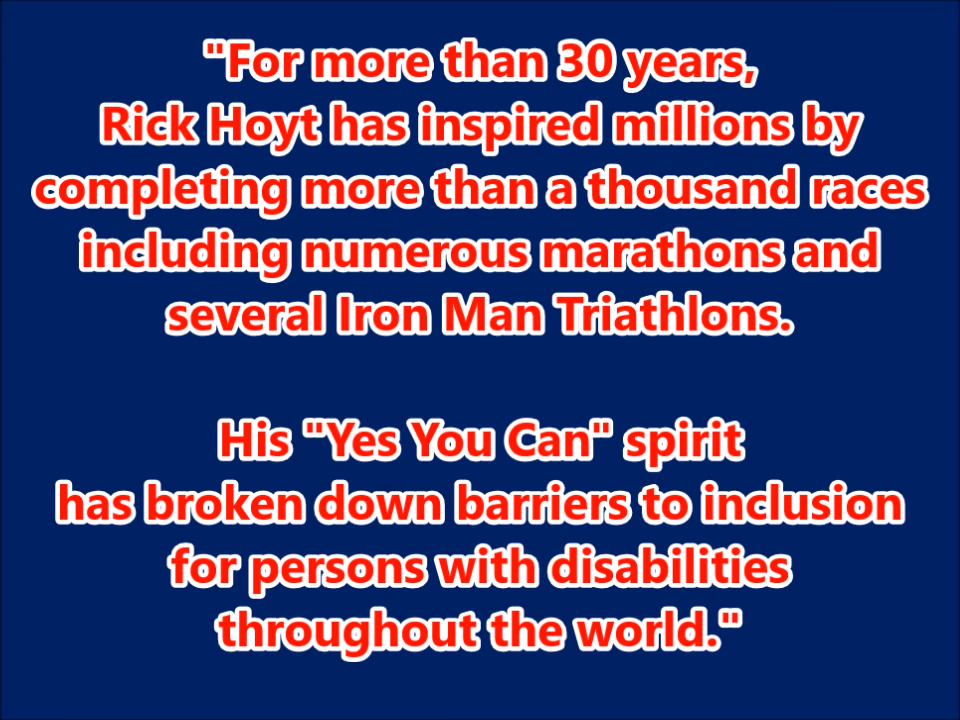 "For more than 30 years,
Rick Hoyt has inspired millions by
completing more than a thousand races
including numerous marathons and
several Iron Man Triathlons.
His "Yes You Can" spirit
has broken down barriers to inclusion
for persons with disabilities
throughout the world."